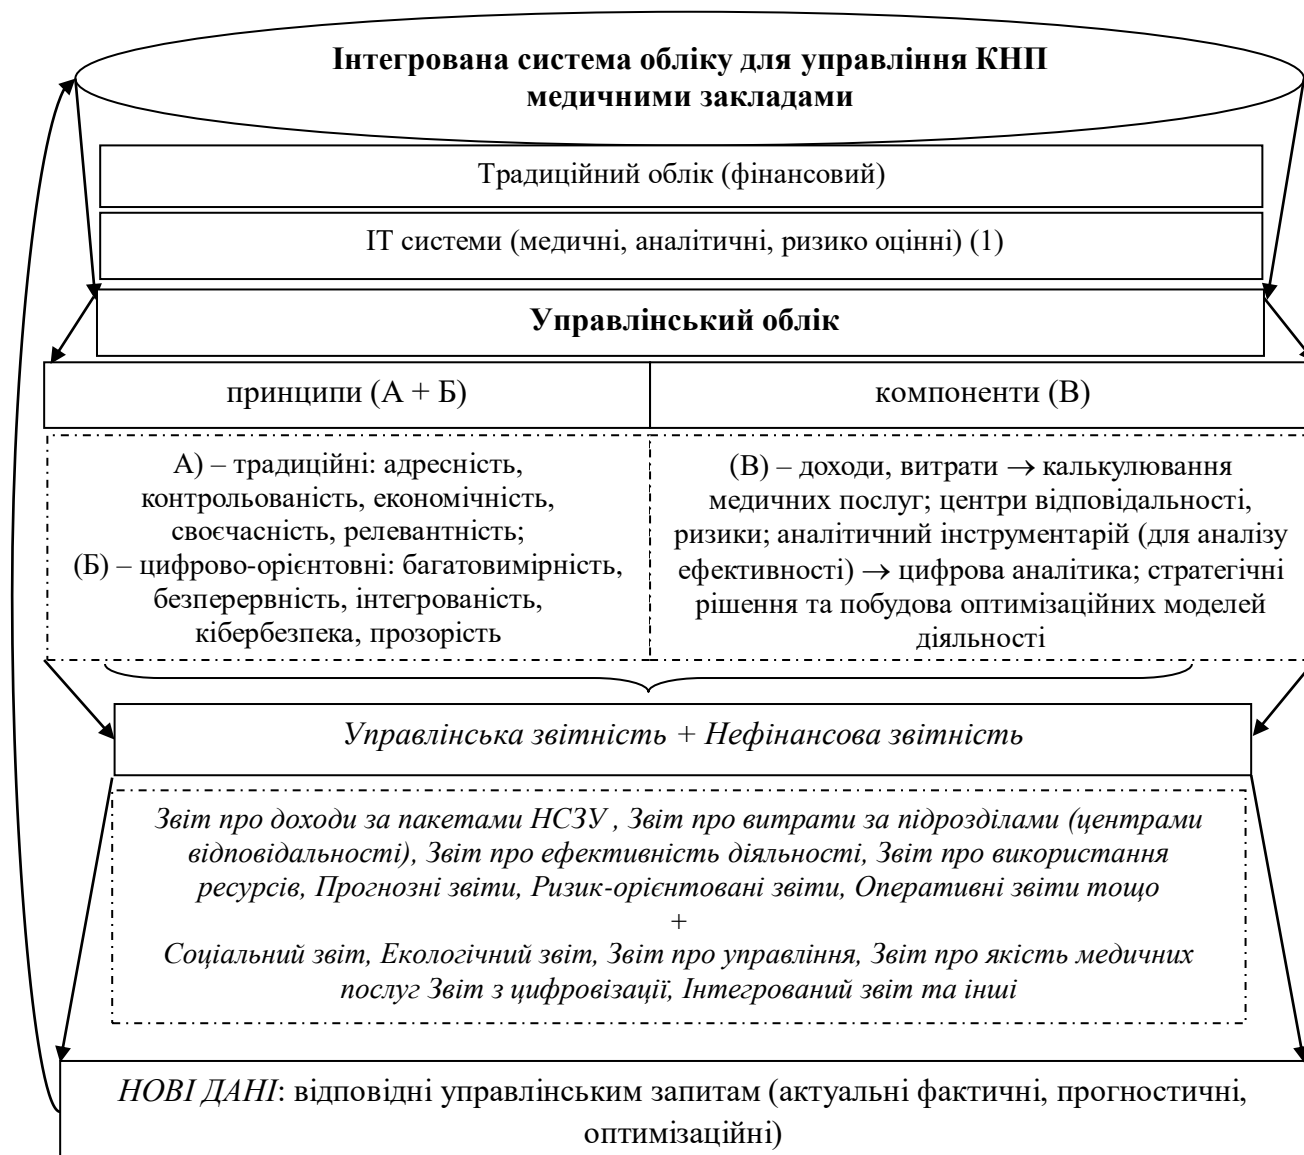 Інтегрована система обліку для управління КНП
медичними закладами
Традиційний облік (фінансовий)
ІТ системи (медичні, аналітичні, ризико оцінні) (1)
Управлінський облік
принципи (А + Б)
компоненти (В)
А) – традиційні: адресність,
контрольованість, економічність,
своєчасність, релевантність;
(Б) – цифрово-орієнтовні: багатовимірність,
безперервність, інтегрованість,
кібербезпека, прозорість
(В) – доходи, витрати → калькулювання
медичних послуг; центри відповідальності,
ризики; аналітичний інструментарій (для аналізу
ефективності) → цифрова аналітика; стратегічні
рішення та побудова оптимізаційних моделей
діяльності
Управлінська звітність + Нефінансова звітність
Звіт про доходи за пакетами НСЗУ , Звіт про витрати за підрозділами (центрами
відповідальності), Звіт про ефективність діяльності, Звіт про використання
ресурсів, Прогнозні звіти, Ризик-орієнтовані звіти, Оперативні звіти тощо
+
Соціальний звіт, Екологічний звіт, Звіт про управління, Звіт про якість медичних
послуг Звіт з цифровізації, Інтегрований звіт та інші
НОВІ ДАНІ: відповідні управлінським запитам (актуальні фактичні, прогностичні,
оптимізаційні)